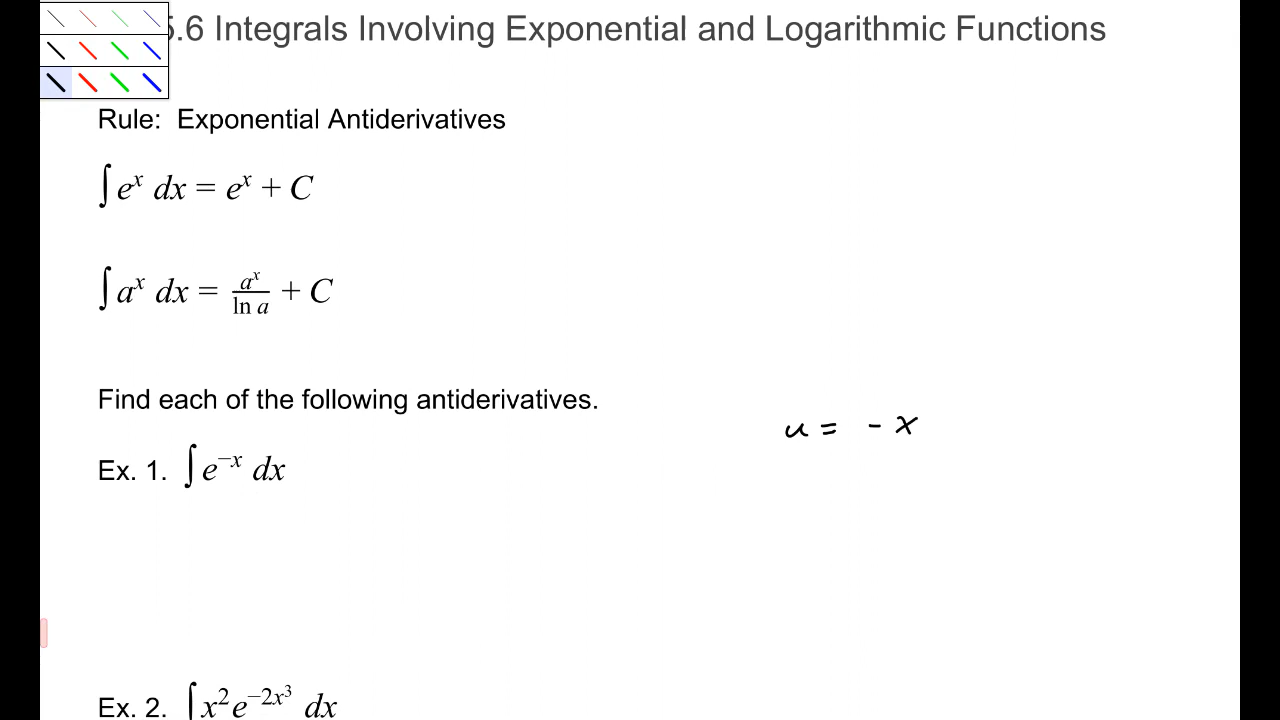 5.6 Integrals Involving Exponential and Logarithmic Functions
Rule: Exponential Antiderivatives
∫eˣ dx = eˣ + C
∫aˣ dx = aˣ/ln a + C
Find each of the following antiderivatives.
u = - x
Ex. 1. ∫e⁻ˣ dx
Ex. 2. ∫x²e^(−2x³) dx